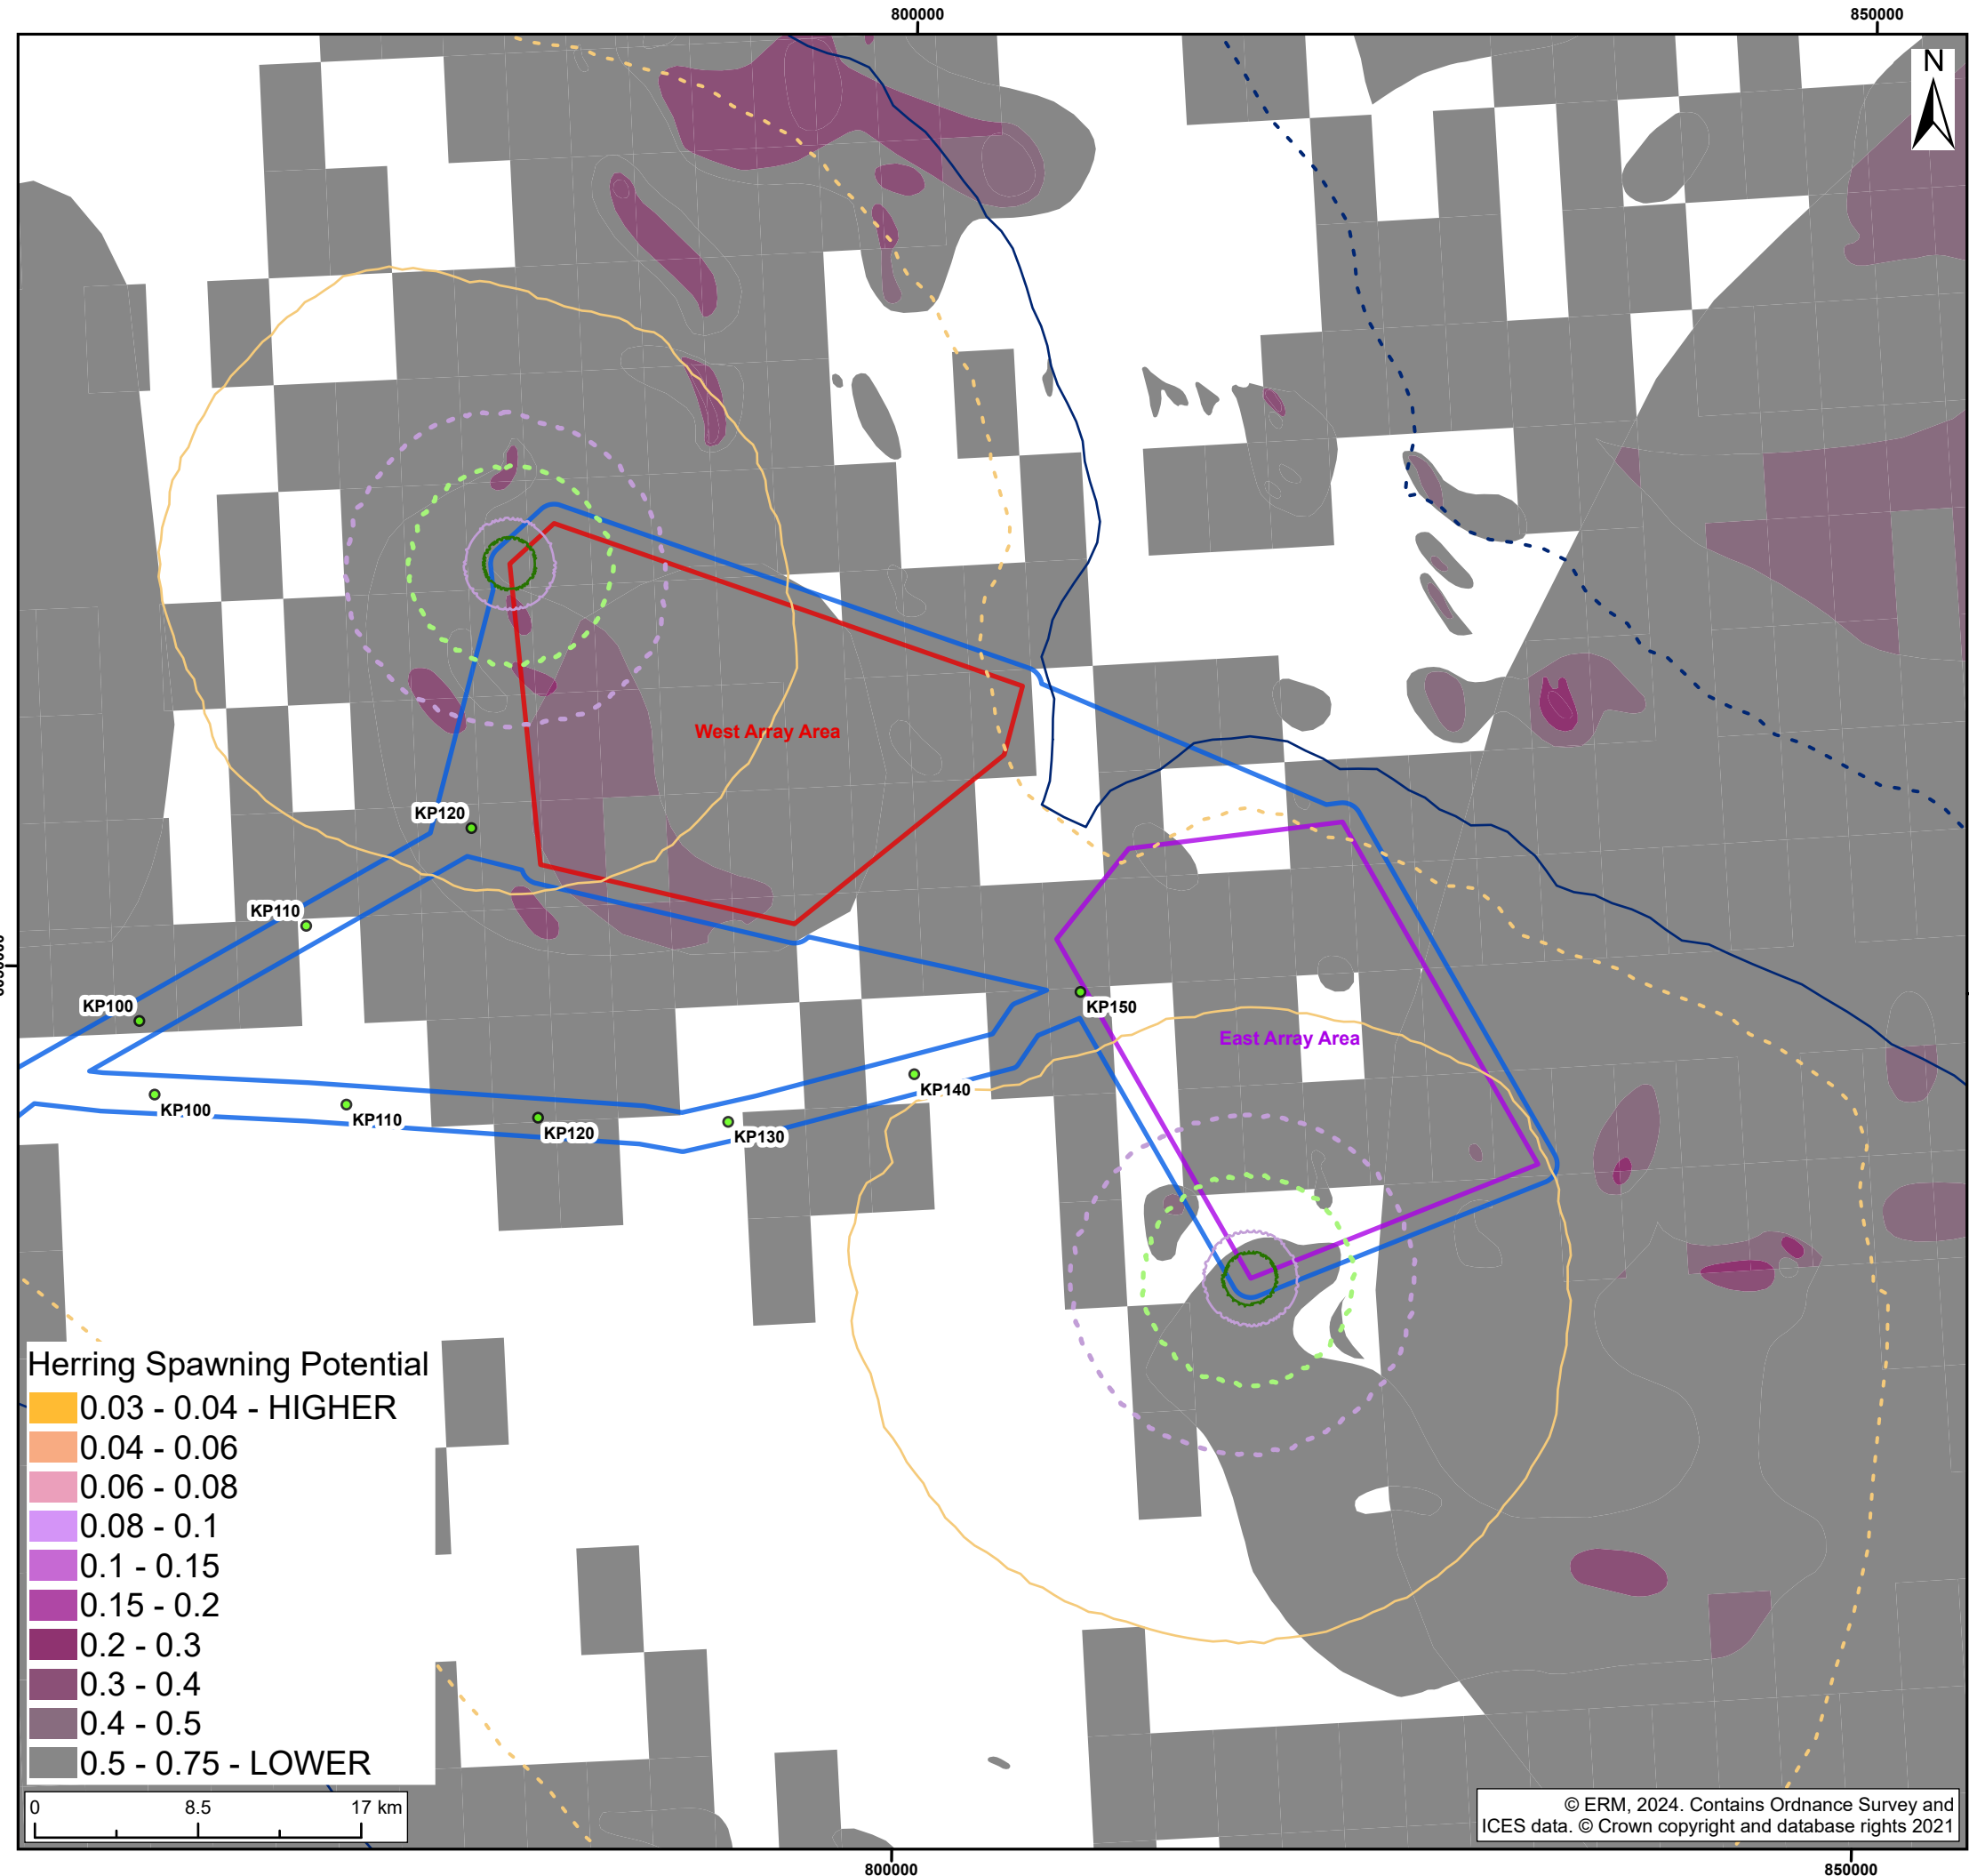 800000
850000
N
West Array Area
KP120
KP110
KP100
KP150
East Array Area
KP140
KP100
KP110
KP120
KP130
Herring Spawning Potential
0.03 - 0.04 - HIGHER
0.04 - 0.06
0.06 - 0.08
0.08 - 0.1
0.1 - 0.15
0.15 - 0.2
0.2 - 0.3
0.3 - 0.4
0.4 - 0.5
0.5 - 0.75 - LOWER
0 8.5 17 km
© ERM, 2024. Contains Ordnance Survey and
ICES data. © Crown copyright and database rights 2021
800000
850000